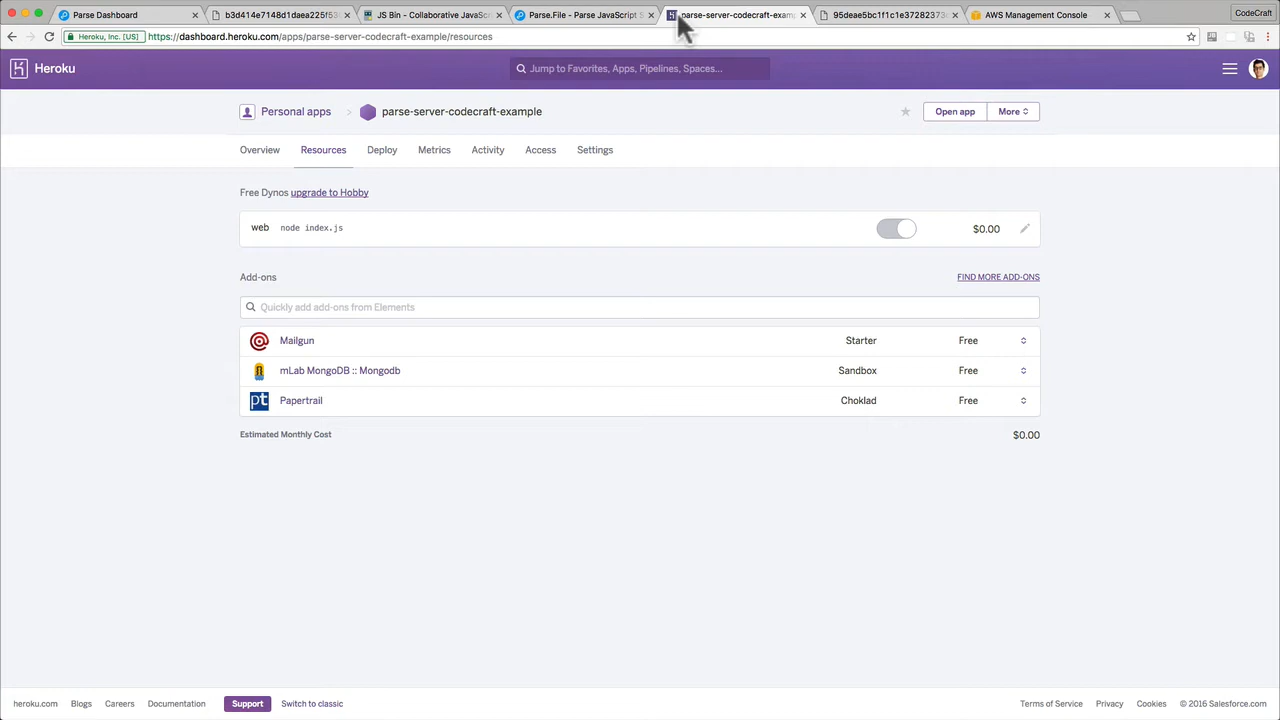 Parse Dashboard
b3d414e7148d1daea225f53
JS Bin - Collaborative JavaSc
Parse.File - Parse JavaScript S
parse-server-codecraft-examp
95deae5bc1f1c1e37282373
AWS Management Console
CodeCraft
Heroku, Inc. [US]
https://dashboard.heroku.com/apps/parse-server-codecraft-example/resources
Heroku
Jump to Favorites, Apps, Pipelines, Spaces...
Personal apps > parse-server-codecraft-example
Open app
More
Overview
Resources
Deploy
Metrics
Activity
Access
Settings
Free Dynos upgrade to Hobby
web node index.js $0.00
Add-ons
FIND MORE ADD-ONS
Quickly add add-ons from Elements
Mailgun Starter Free
mLab MongoDB :: Mongodb Sandbox Free
pt Papertrail Choklad Free
Estimated Monthly Cost $0.00
heroku.com Blogs Careers Documentation Support Switch to classic Terms of Service Privacy Cookies © 2016 Salesforce.com